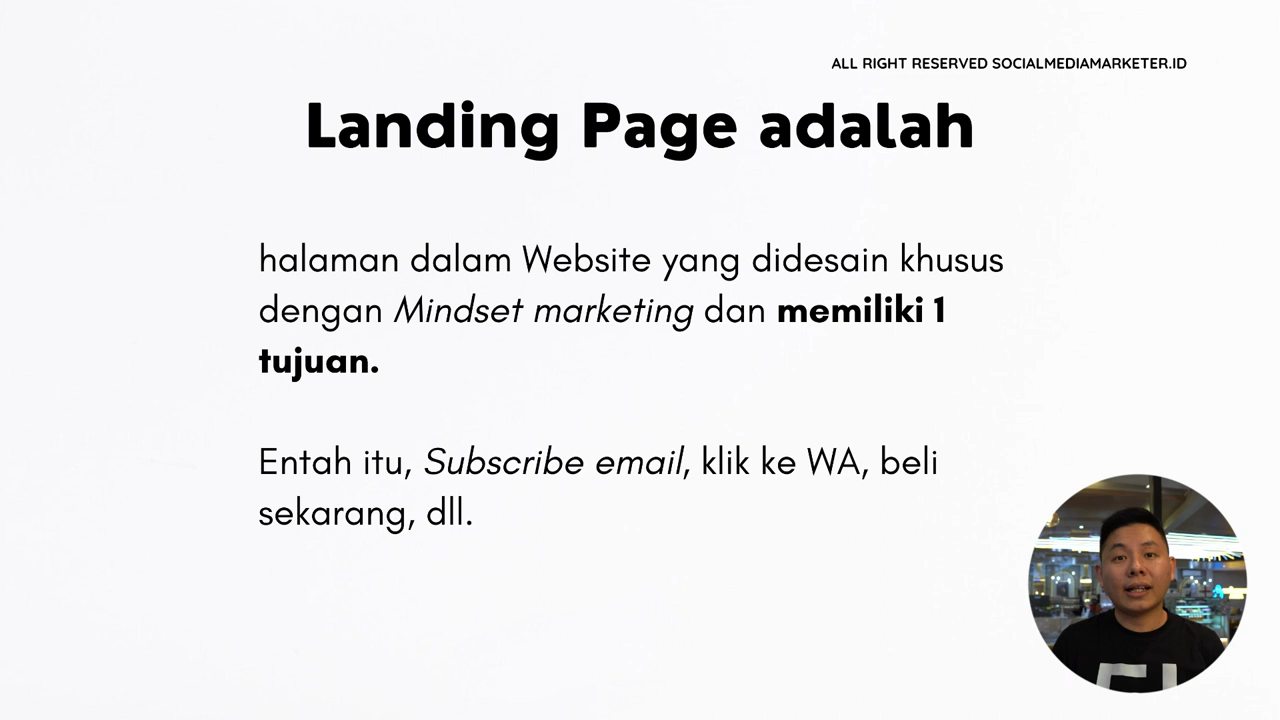 ALL RIGHT RESERVED SOCIALMEDIAMARKETER.ID
Landing Page adalah
halaman dalam Website yang didesain khusus
dengan Mindset marketing dan memiliki 1
tujuan.
Entah itu, Subscribe email, klik ke WA, beli
sekarang, dll.